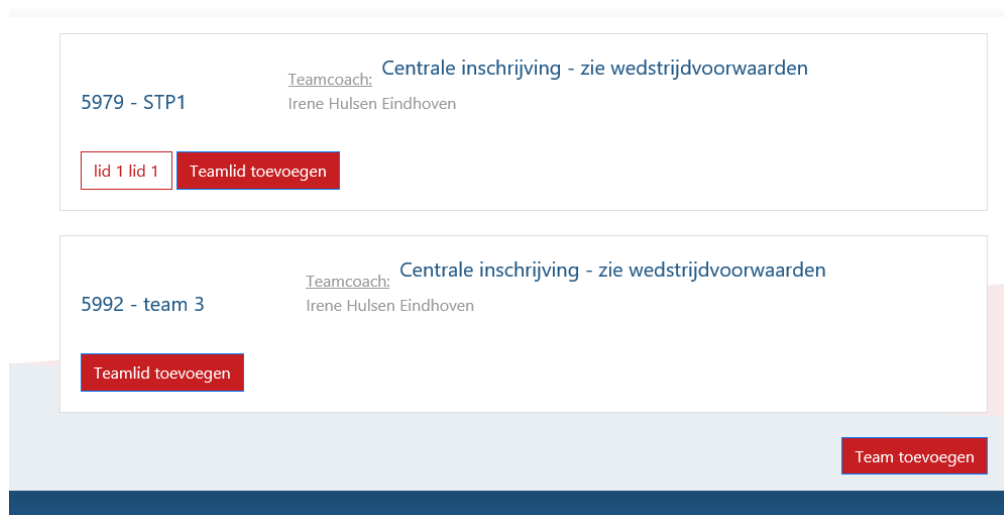 Centrale inschrijving - zie wedstrijdvoorwaarden
Teamcoach:
5979 - STP1
Irene Hulsen Eindhoven
lid 1 lid 1
Teamlid toevoegen
Centrale inschrijving - zie wedstrijdvoorwaarden
Teamcoach:
5992 - team 3
Irene Hulsen Eindhoven
Teamlid toevoegen
Team toevoegen